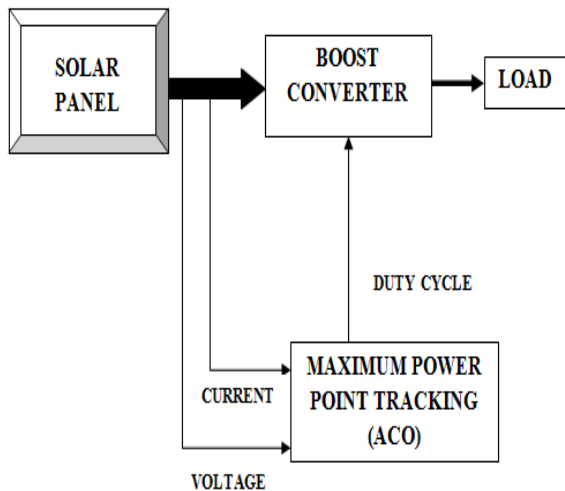 SOLAR
PANEL
BOOST
CONVERTER
LOAD
DUTY CYCLE
MAXIMUM POWER
POINT TRACKING
(ACO)
CURRENT
VOLTAGE